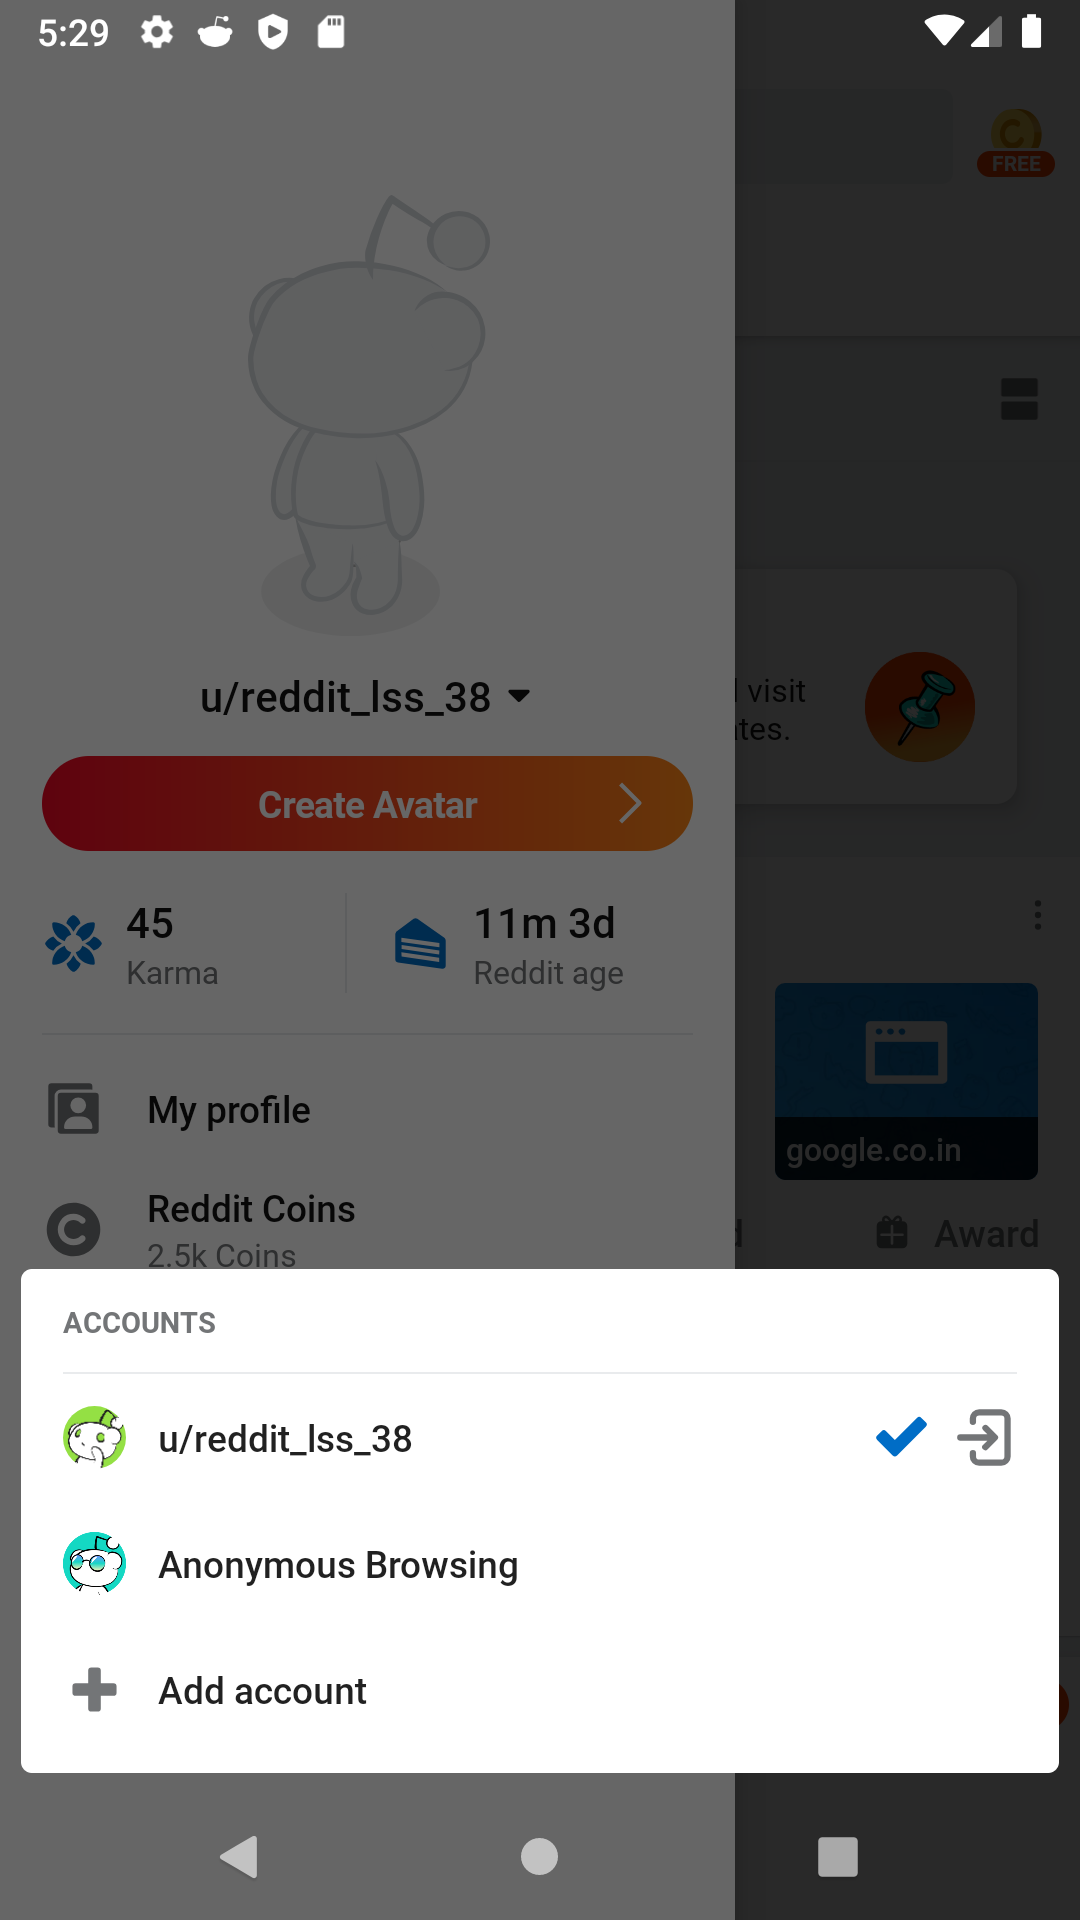 5:29
FREE
visit
u/reddit_lss_38
Create Avatar
45
Karma
11m 3d
Reddit age
My profile
google.co.in
Reddit Coins
2.5k Coins
Award
ACCOUNTS
u/reddit_lss_38
Anonymous Browsing
Add account